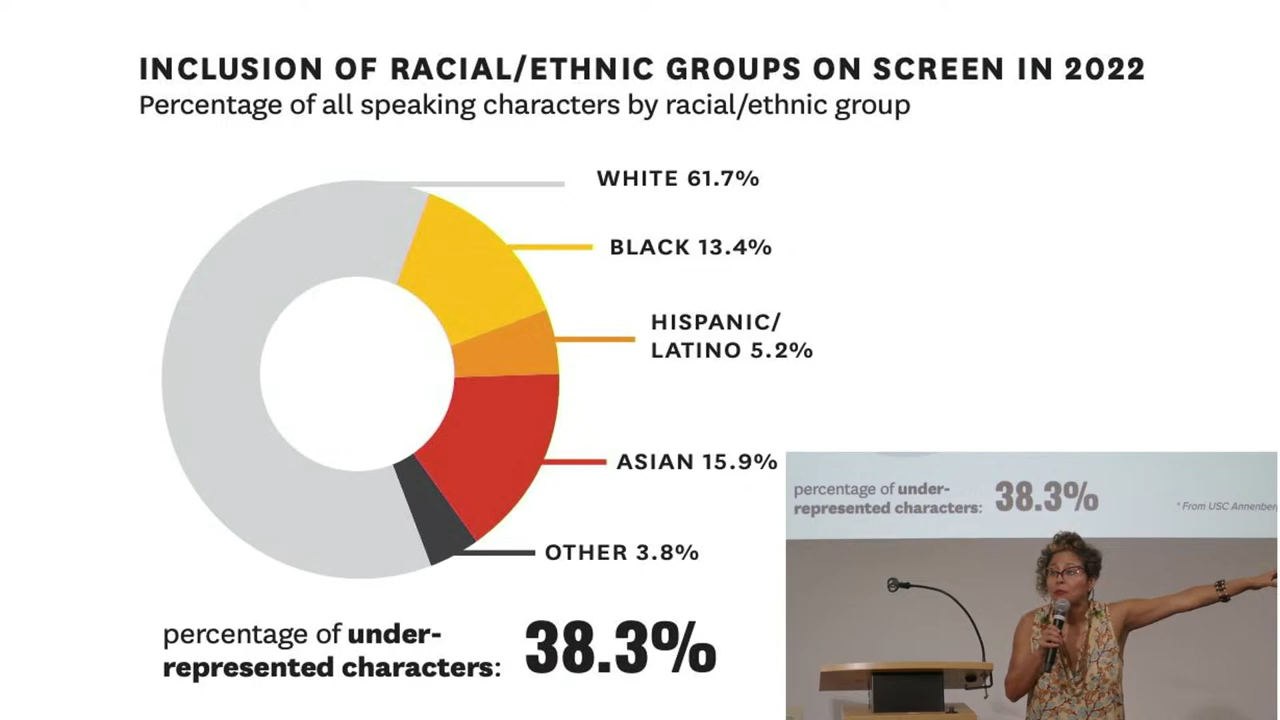 INCLUSION OF RACIAL/ETHNIC GROUPS ON SCREEN IN 2022
Percentage of all speaking characters by racial/ethnic group
WHITE 61.7%
BLACK 13.4%
HISPANIC/
LATINO 5.2%
ASIAN 15.9%
OTHER 3.8%
percentage of under-
represented characters: 38.3%
percentage of under-
represented characters: 38.3%
* From USC Annenber